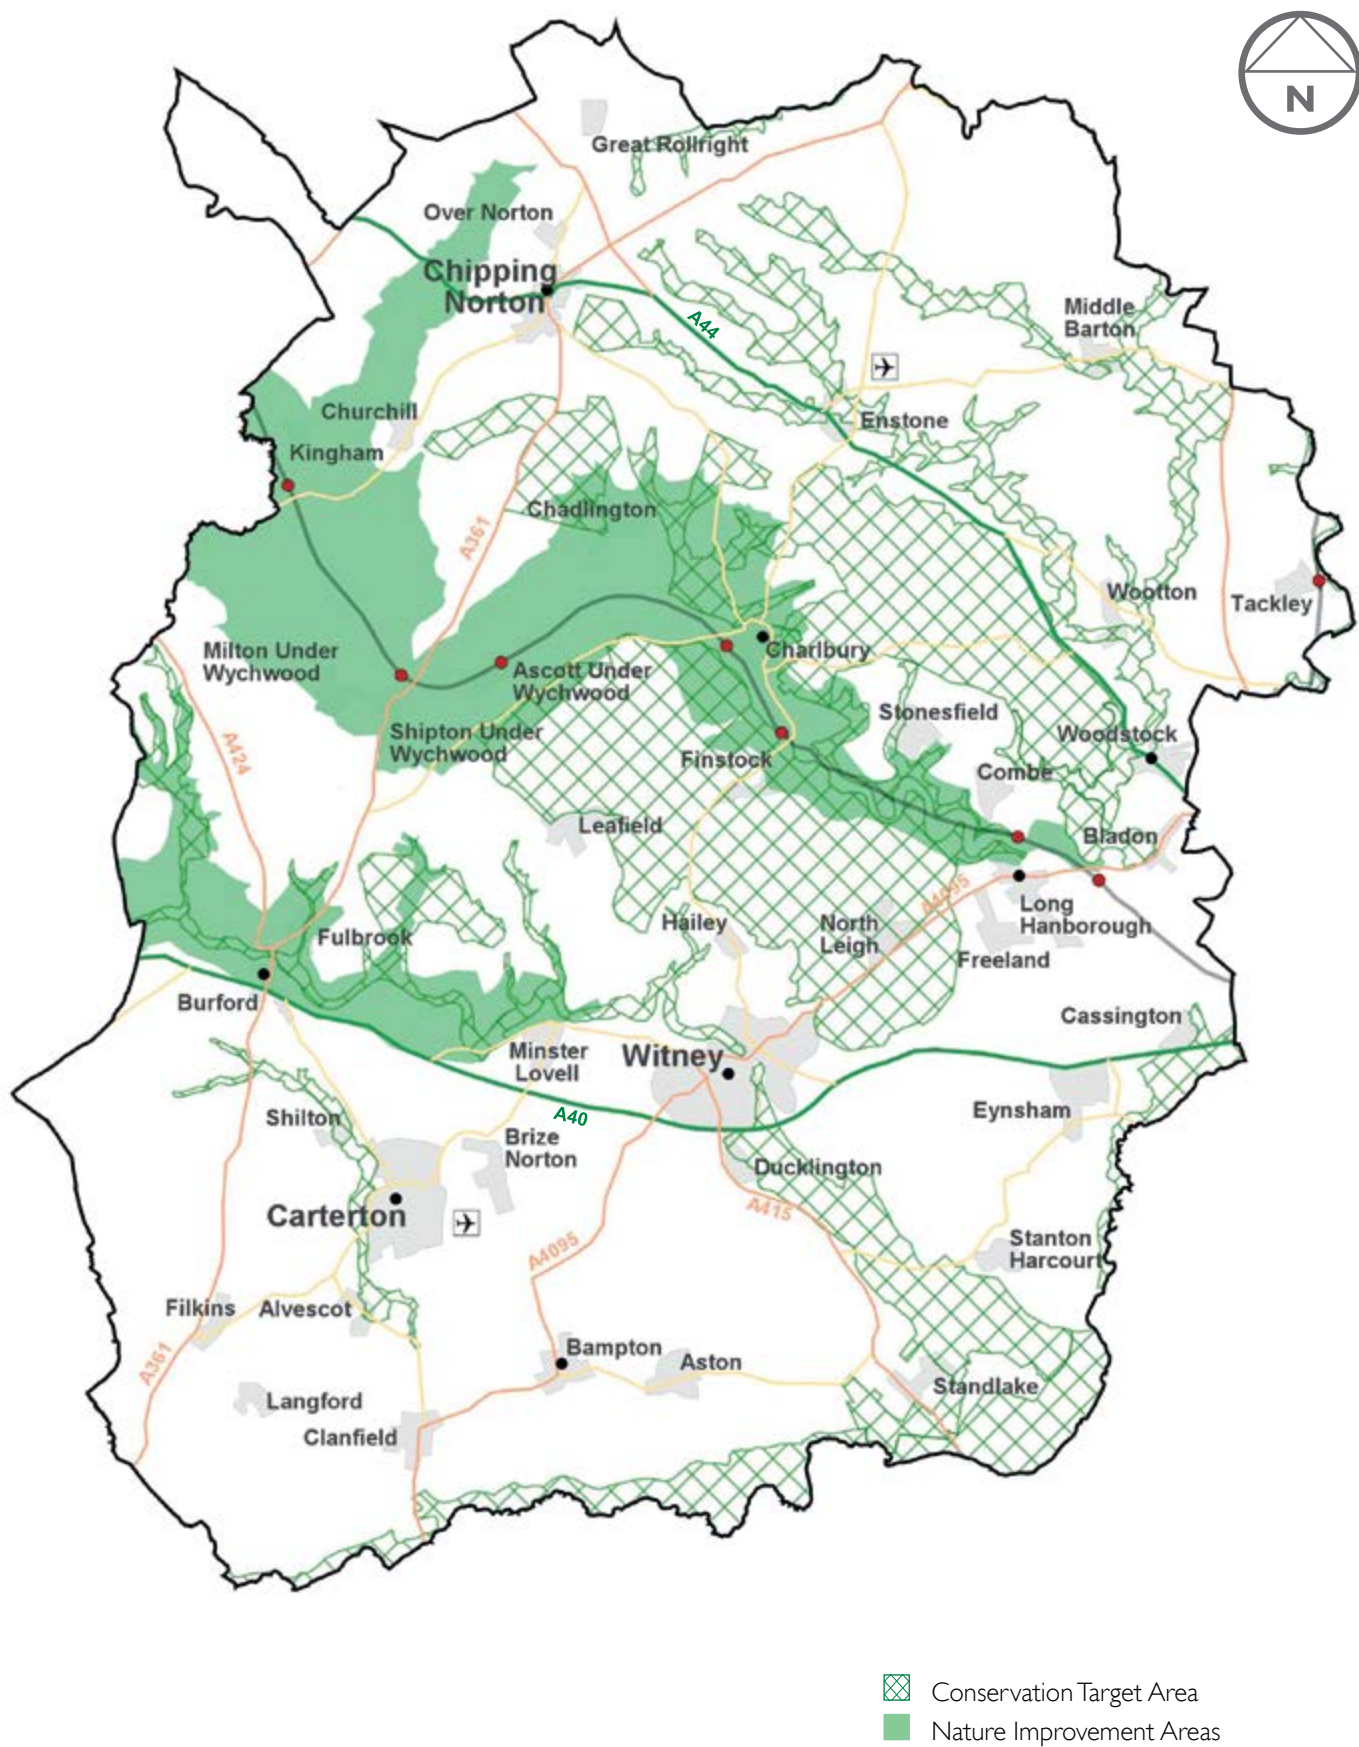 N
Great Rollright
Over Norton
Chipping
Norton
A44
Middle
Barton
Churchill
Enstone
Kingham
Chadlington
A361
Wootton
Tackley
Milton Under
Wychwood
Charlbury
Ascott Under
Wychwood
Stonesfield
Shipton Under
Wychwood
A424
Woodstock
Finstock
Combe
Leafield
Bladon
A4095
Long
Hanborough
Hailey
North
Leigh
Fulbrook
Freeland
Burford
Cassington
Minster
Lovell
Witney
A40
Eynsham
Shilton
Brize
Norton
Ducklington
Carterton
A415
A4095
Stanton
Harcourt
Filkins
Alvescot
A361
Bampton
Aston
Standlake
Langford
Clanfield
Conservation Target Area
Nature Improvement Areas